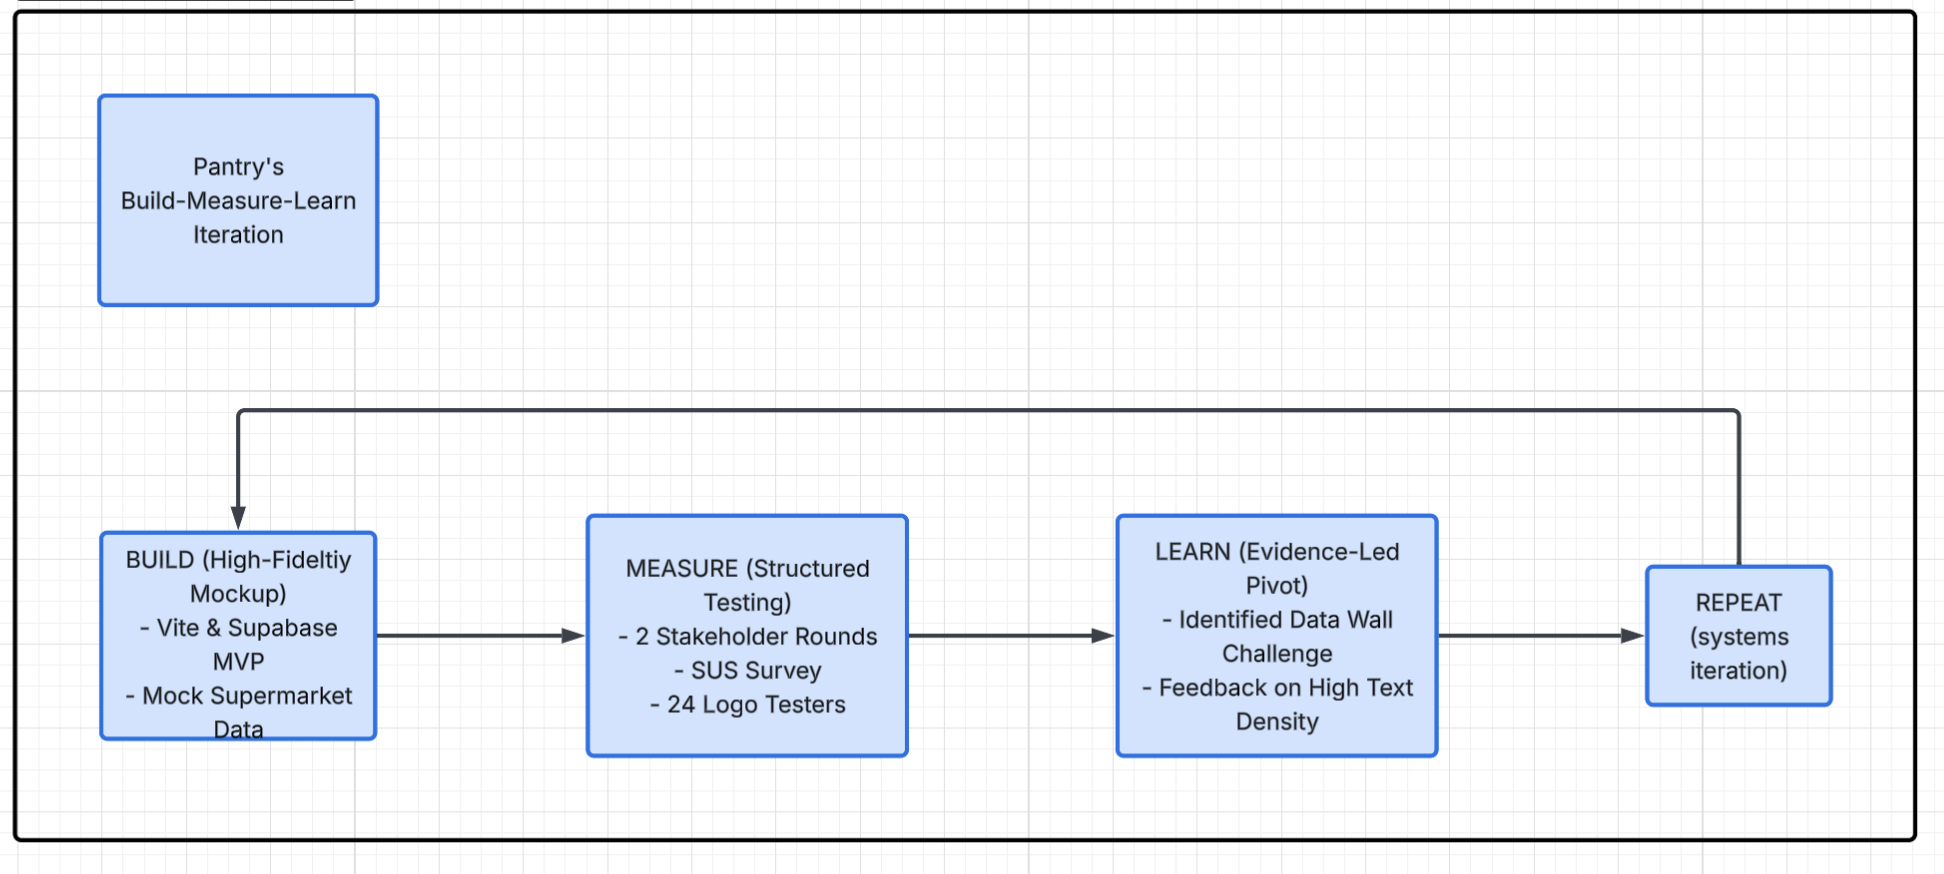 Pantry's
Build-Measure-Learn
Iteration
BUILD (High-Fideltiy
Mockup)
- Vite & Supabase
MVP
- Mock Supermarket
Data
MEASURE (Structured
Testing)
- 2 Stakeholder Rounds
- SUS Survey
- 24 Logo Testers
LEARN (Evidence-Led
Pivot)
- Identified Data Wall
Challenge
- Feedback on High Text
Density
REPEAT
(systems
iteration)